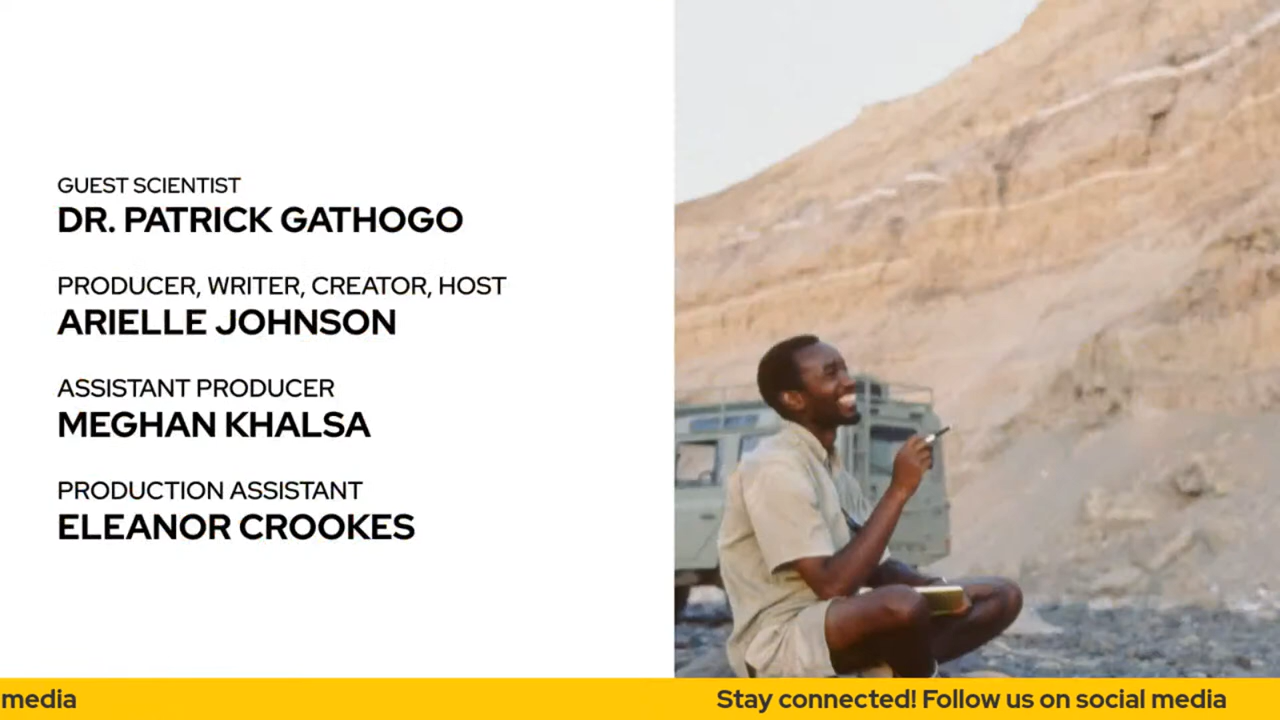 GUEST SCIENTIST
DR. PATRICK GATHOGO
PRODUCER, WRITER, CREATOR, HOST
ARIELLE JOHNSON
ASSISTANT PRODUCER
MEGHAN KHALSA
PRODUCTION ASSISTANT
ELEANOR CROOKES
media
Stay connected! Follow us on social media